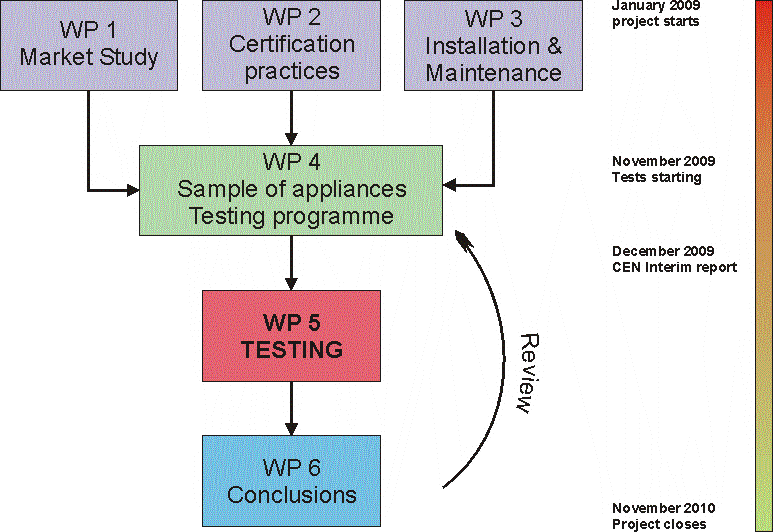 WP 1
Market Study
WP 2
Certification
practices
WP 3
Installation &
Maintenance
January 2009
project starts
WP 4
Sample of appliances
Testing programme
November 2009
Tests starting
December 2009
CEN Interim report
WP 5
TESTING
Review
WP 6
Conclusions
November 2010
Project closes